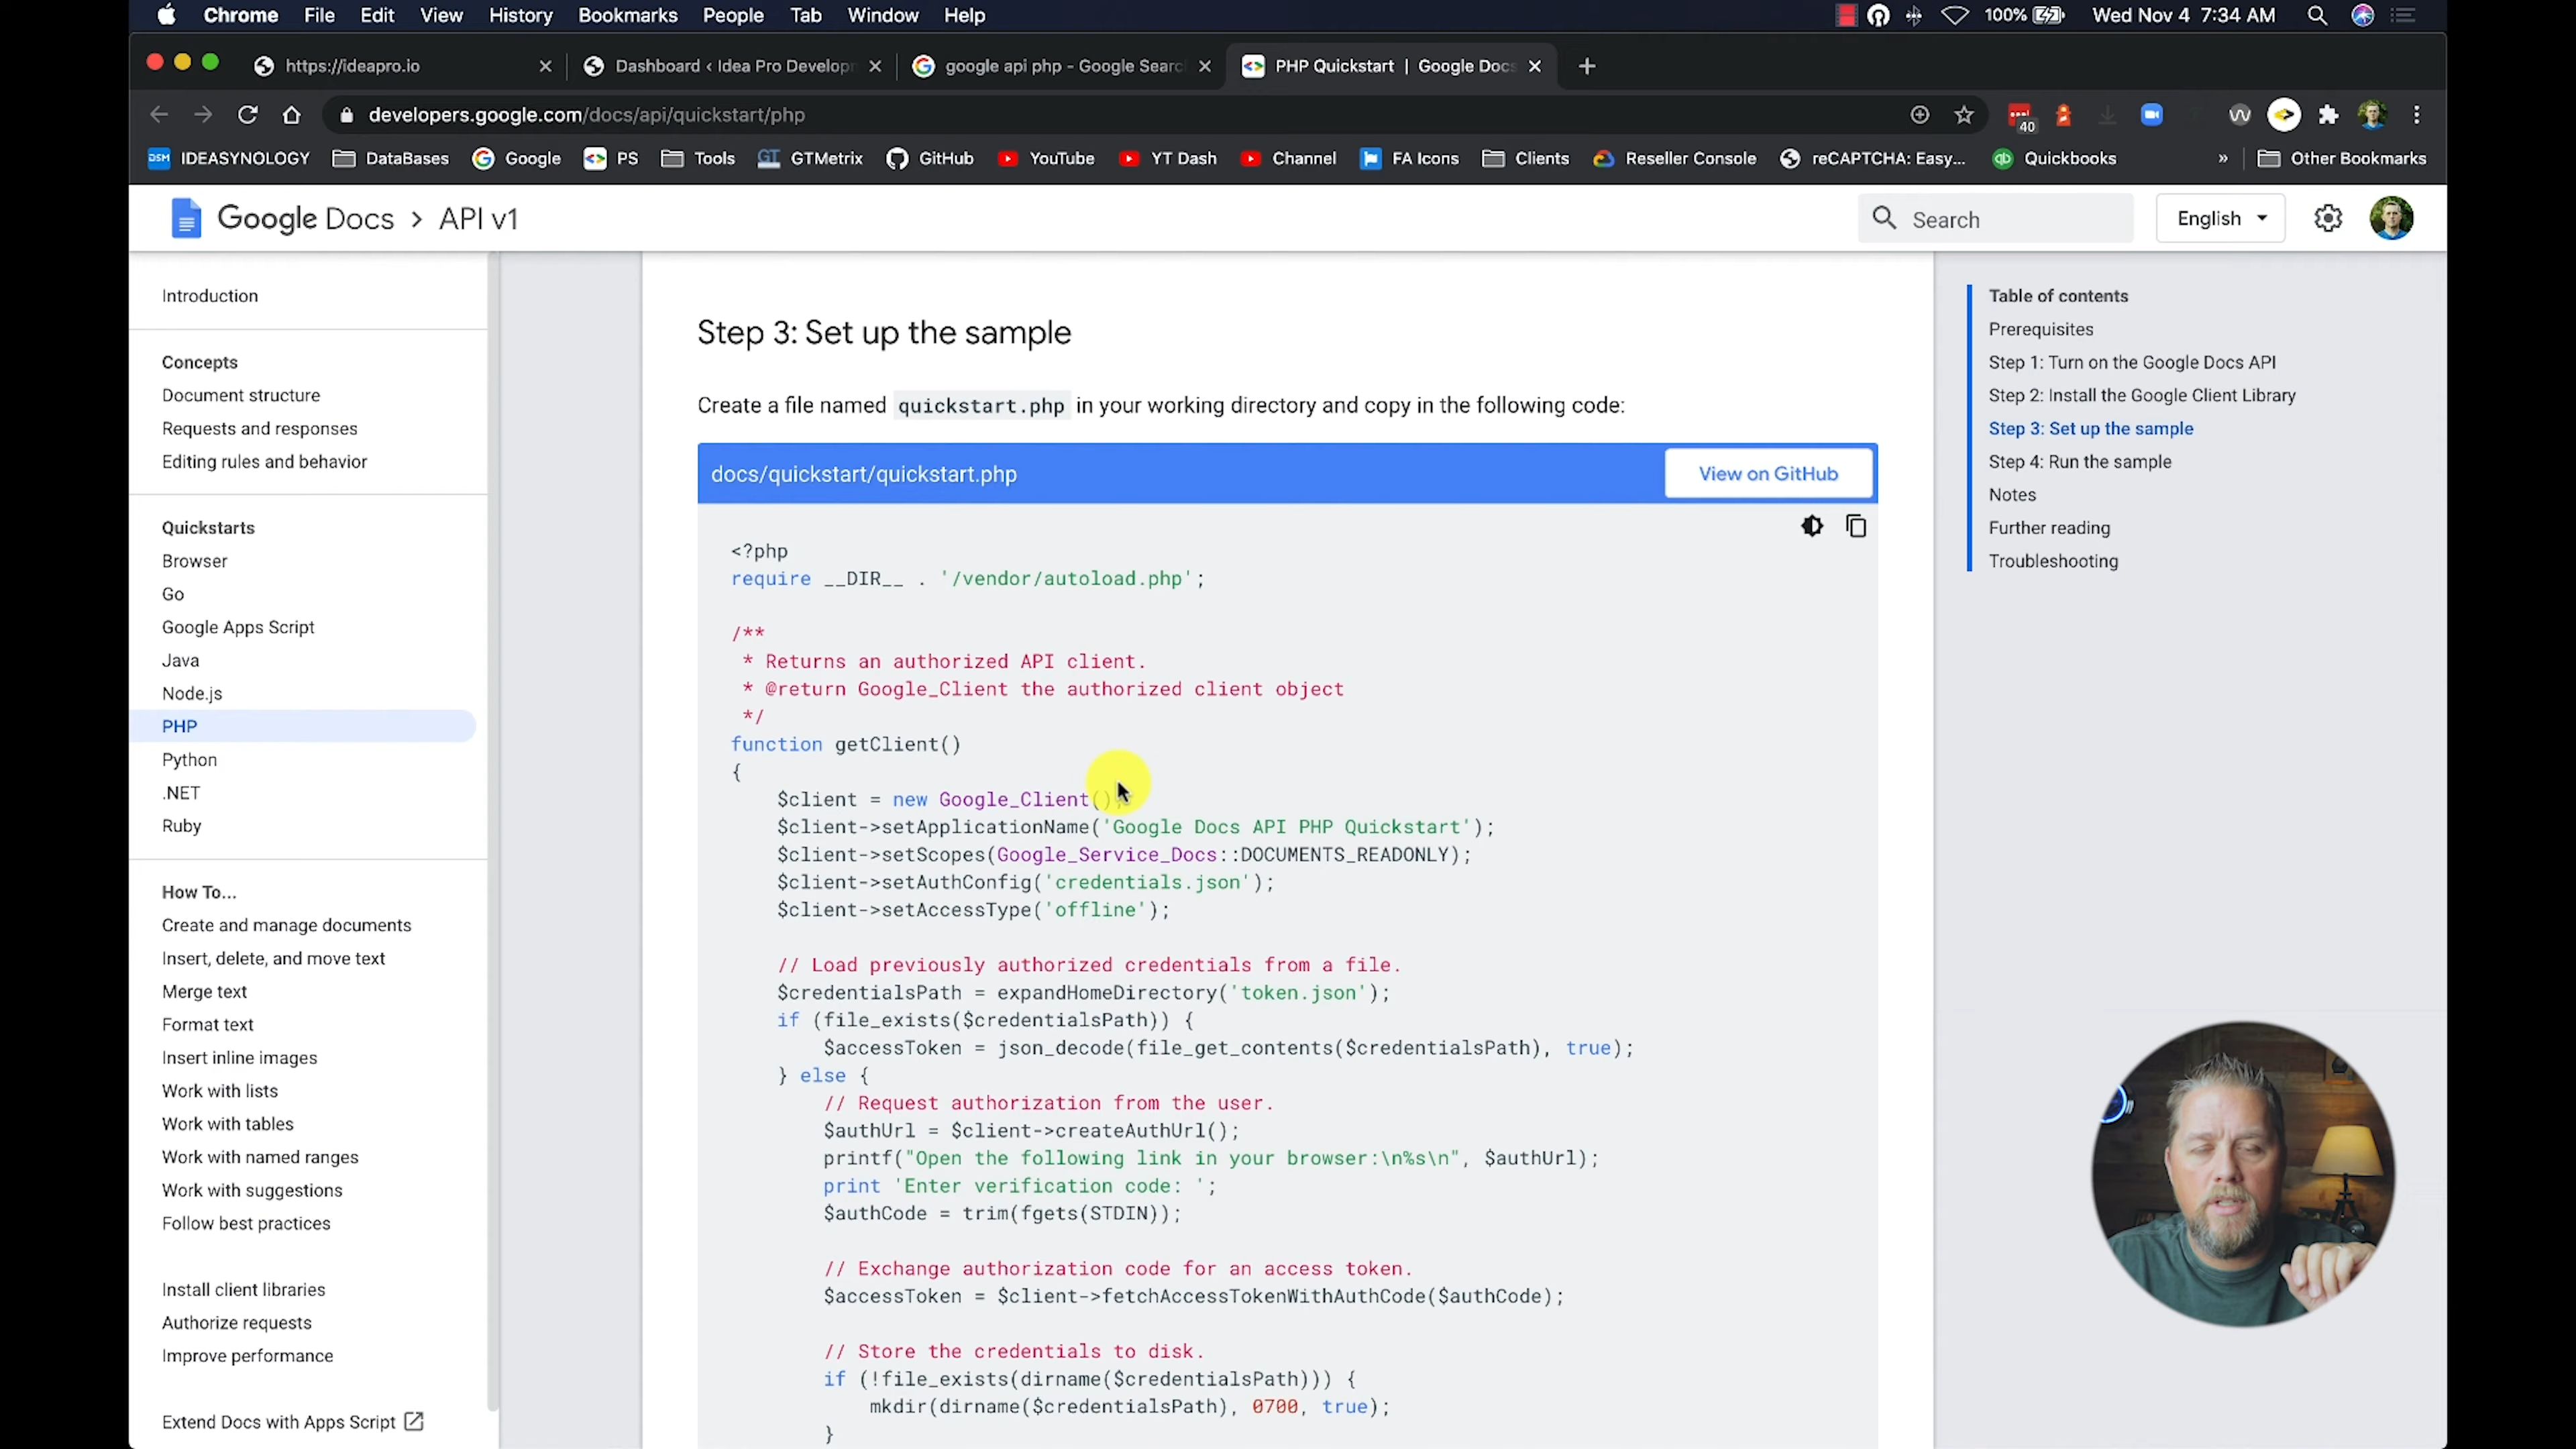 Chrome File Edit View History Bookmarks People Tab Window Help 100% Wed Nov 4 7:34 AM
https://ideapro.io Dashboard ‹ Idea Pro Developm google api php - Google Search PHP Quickstart | Google Docs
developers.google.com/docs/api/quickstart/php 40
DSM IDEASYNOLOGY DataBases Google PS Tools GTMetrix GitHub YouTube YT Dash Channel FA Icons Clients Reseller Console reCAPTCHA: Easy... Quickbooks » Other Bookmarks
Google Docs > API v1 Search English
Introduction
Concepts
Document structure
Requests and responses
Editing rules and behavior
Quickstarts
Browser
Go
Google Apps Script
Java
Node.js
PHP
Python
.NET
Ruby
How To...
Create and manage documents
Insert, delete, and move text
Merge text
Format text
Insert inline images
Work with lists
Work with tables
Work with named ranges
Work with suggestions
Follow best practices
Install client libraries
Authorize requests
Improve performance
Extend Docs with Apps Script
Step 3: Set up the sample
Create a file named quickstart.php in your working directory and copy in the following code:
docs/quickstart/quickstart.php View on GitHub
<?php
require __DIR__ . '/vendor/autoload.php';
/**
 * Returns an authorized API client.
 * @return Google_Client the authorized client object
 */
function getClient()
{
    $client = new Google_Client();
    $client->setApplicationName('Google Docs API PHP Quickstart');
    $client->setScopes(Google_Service_Docs::DOCUMENTS_READONLY);
    $client->setAuthConfig('credentials.json');
    $client->setAccessType('offline');
    // Load previously authorized credentials from a file.
    $credentialsPath = expandHomeDirectory('token.json');
    if (file_exists($credentialsPath)) {
        $accessToken = json_decode(file_get_contents($credentialsPath), true);
    } else {
        // Request authorization from the user.
        $authUrl = $client->createAuthUrl();
        printf("Open the following link in your browser:\n%s\n", $authUrl);
        print 'Enter verification code: ';
        $authCode = trim(fgets(STDIN));
        // Exchange authorization code for an access token.
        $accessToken = $client->fetchAccessTokenWithAuthCode($authCode);
        // Store the credentials to disk.
        if (!file_exists(dirname($credentialsPath))) {
            mkdir(dirname($credentialsPath), 0700, true);
        }
Table of contents
Prerequisites
Step 1: Turn on the Google Docs API
Step 2: Install the Google Client Library
Step 3: Set up the sample
Step 4: Run the sample
Notes
Further reading
Troubleshooting